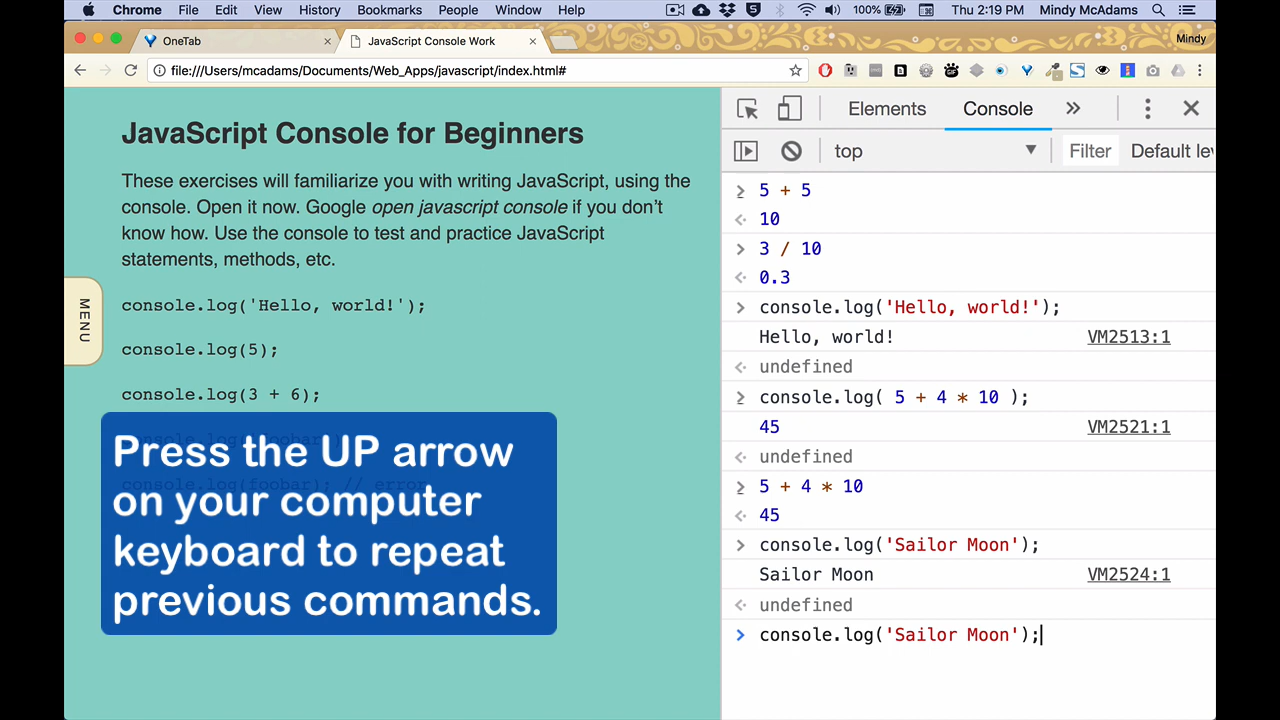 Chrome File Edit View History Bookmarks People Window Help 100% Thu 2:19 PM Mindy McAdams
OneTab × JavaScript Console Work × Mindy
file:///Users/mcadams/Documents/Web_Apps/javascript/index.html#
JavaScript Console for Beginners
These exercises will familiarize you with writing JavaScript, using the
console. Open it now. Google open javascript console if you don't
know how. Use the console to test and practice JavaScript
statements, methods, etc.
MENU
console.log('Hello, world!');
console.log(5);
console.log(3 + 6);
console.log(foobar); // error
Press the UP arrow
on your computer
keyboard to repeat
previous commands.
Elements Console »
top Filter Default le
> 5 + 5
10
> 3 / 10
0.3
> console.log('Hello, world!');
Hello, world! VM2513:1
undefined
> console.log( 5 + 4 * 10 );
45 VM2521:1
undefined
> 5 + 4 * 10
45
> console.log('Sailor Moon');
Sailor Moon VM2524:1
undefined
> console.log('Sailor Moon');